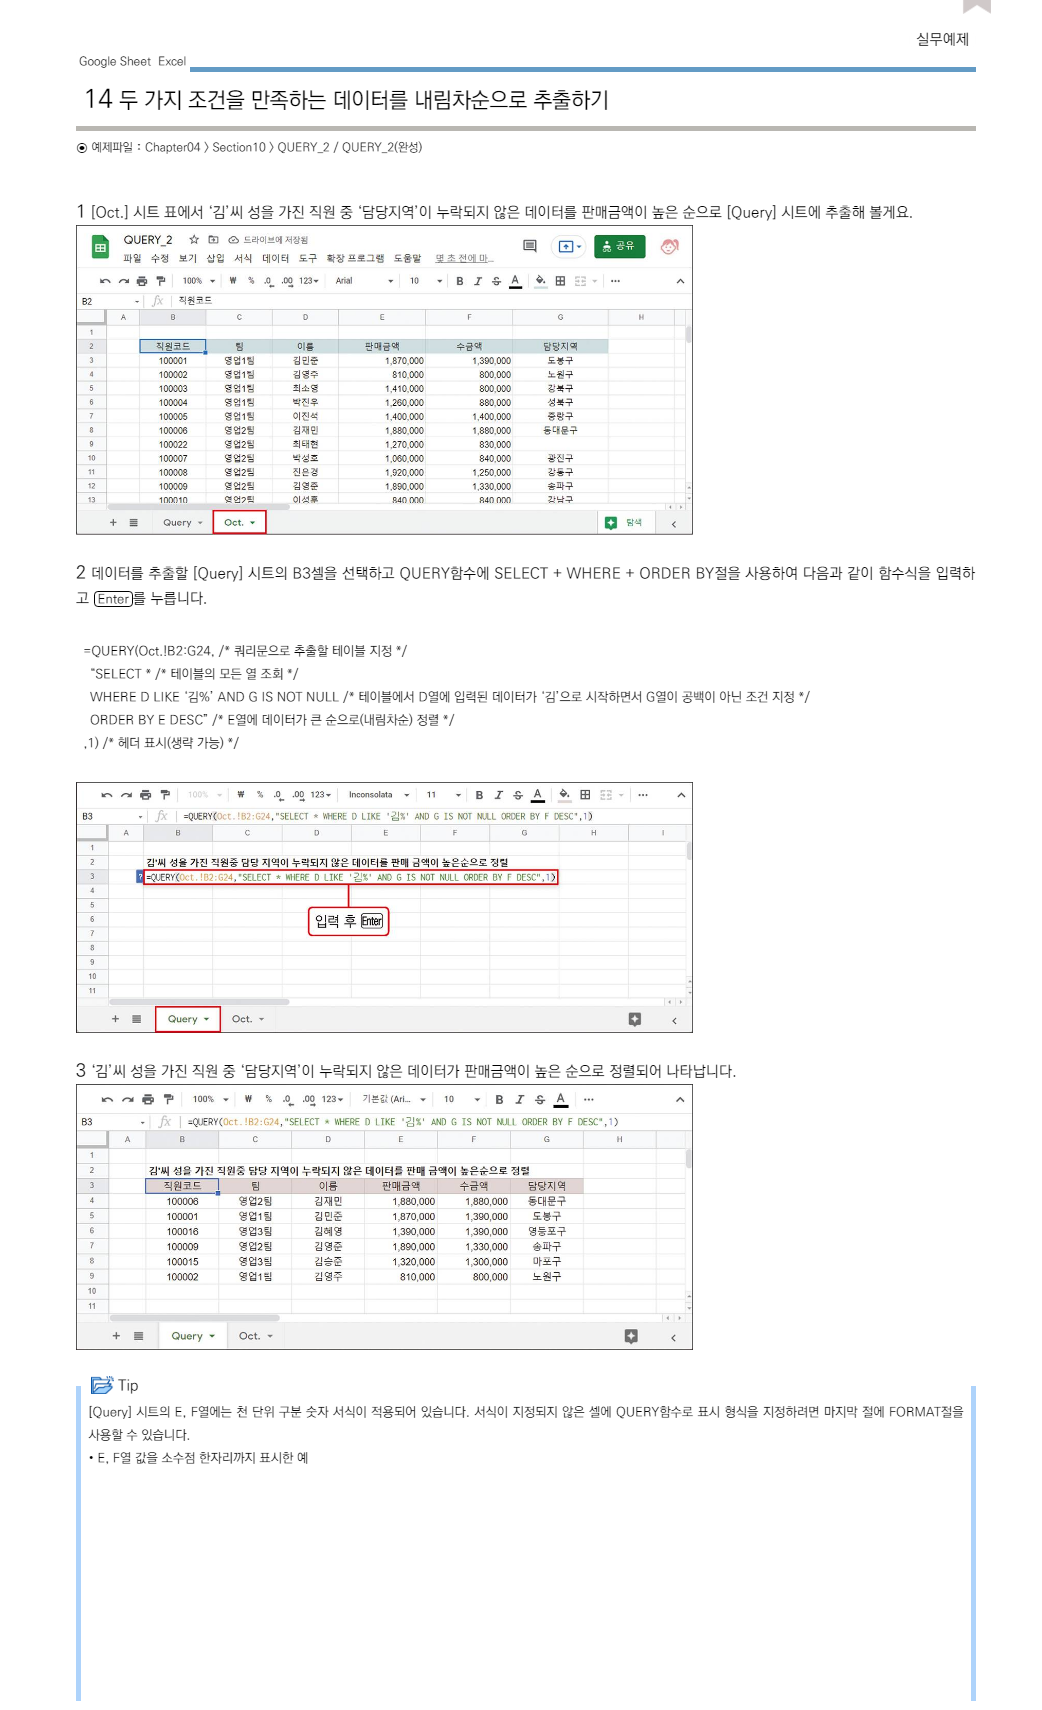 실무예제
Google Sheet Excel
14 두 가지 조건을 만족하는 데이터를 내림차순으로 추출하기
예제파일 : Chapter04 > Section10 > QUERY_2 / QUERY_2(완성)
1 [Oct.] 시트 표에서 ‘김’씨 성을 가진 직원 중 ‘담당지역’이 누락되지 않은 데이터를 판매금액이 높은 순으로 [Query] 시트에 추출해 볼게요.
QUERY_2 드라이브에 저장됨
공유
파일 수정 보기 삽입 서식 데이터 도구 확장 프로그램 도움말 몇 초 전에 마...
100% ₩ % .0 .00 123 Arial 10 B I S A ...
B2 fx 직원코드
A B C D E F G H
1
2 직원코드 팀 이름 판매금액 수금액 담당지역
3 100001 영업1팀 김민준 1,870,000 1,390,000 도봉구
4 100002 영업1팀 김영주 810,000 800,000 노원구
5 100003 영업1팀 최소영 1,410,000 800,000 강북구
6 100004 영업1팀 박진우 1,260,000 880,000 성북구
7 100005 영업1팀 이진석 1,400,000 1,400,000 중랑구
8 100006 영업2팀 김재민 1,880,000 1,880,000 동대문구
9 100022 영업2팀 최태현 1,270,000 830,000
10 100007 영업2팀 박성호 1,060,000 840,000 광진구
11 100008 영업2팀 진은경 1,920,000 1,250,000 강동구
12 100009 영업2팀 김영준 1,890,000 1,330,000 송파구
13 100010 영업2팀 이성훈 840,000 840,000 강남구
+ Query Oct. 탐색
2 데이터를 추출할 [Query] 시트의 B3셀을 선택하고 QUERY함수에 SELECT + WHERE + ORDER BY절을 사용하여 다음과 같이 함수식을 입력하
고 Enter를 누릅니다.
=QUERY(Oct.!B2:G24, /* 쿼리문으로 추출할 테이블 지정 */
“SELECT * /* 테이블의 모든 열 조회 */
WHERE D LIKE ‘김%’ AND G IS NOT NULL /* 테이블에서 D열에 입력된 데이터가 ‘김’으로 시작하면서 G열이 공백이 아닌 조건 지정 */
ORDER BY E DESC” /* E열에 데이터가 큰 순으로(내림차순) 정렬 */
,1) /* 헤더 표시(생략 가능) */
100% ₩ % .0 .00 123 Inconsolata 11 B I S A ...
B3 fx =QUERY(Oct.!B2:G24,"SELECT * WHERE D LIKE '김%' AND G IS NOT NULL ORDER BY F DESC",1)
A B C D E F G H I
1
2 김'씨 성을 가진 직원중 담당 지역이 누락되지 않은 데이터를 판매 금액이 높은순으로 정렬
3 ? =QUERY(Oct.!B2:G24,"SELECT * WHERE D LIKE '김%' AND G IS NOT NULL ORDER BY F DESC",1)
4
5
6 입력 후 Enter
7
8
9
10
11
+ Query Oct.
3 ‘김’씨 성을 가진 직원 중 ‘담당지역’이 누락되지 않은 데이터가 판매금액이 높은 순으로 정렬되어 나타납니다.
100% ₩ % .0 .00 123 기본값 (Ari... 10 B I S A ...
B3 fx =QUERY(Oct.!B2:G24,"SELECT * WHERE D LIKE '김%' AND G IS NOT NULL ORDER BY F DESC",1)
A B C D E F G H
1
2 김'씨 성을 가진 직원중 담당 지역이 누락되지 않은 데이터를 판매 금액이 높은순으로 정렬
3 직원코드 팀 이름 판매금액 수금액 담당지역
4 100006 영업2팀 김재민 1,880,000 1,880,000 동대문구
5 100001 영업1팀 김민준 1,870,000 1,390,000 도봉구
6 100016 영업3팀 김혜영 1,390,000 1,390,000 영등포구
7 100009 영업2팀 김영준 1,890,000 1,330,000 송파구
8 100015 영업3팀 김승준 1,320,000 1,300,000 마포구
9 100002 영업1팀 김영주 810,000 800,000 노원구
10
11
+ Query Oct.
Tip
[Query] 시트의 E, F열에는 천 단위 구분 숫자 서식이 적용되어 있습니다. 서식이 지정되지 않은 셀에 QUERY함수로 표시 형식을 지정하려면 마지막 절에 FORMAT절을
사용할 수 있습니다.
• E, F열 값을 소수점 한자리까지 표시한 예